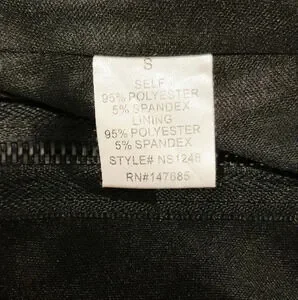 S
SELF
95% POLYESTER
5% SPANDEX
LINING
95% POLYESTER
5% SPANDEX
STYLE# NS1248
RN#147685